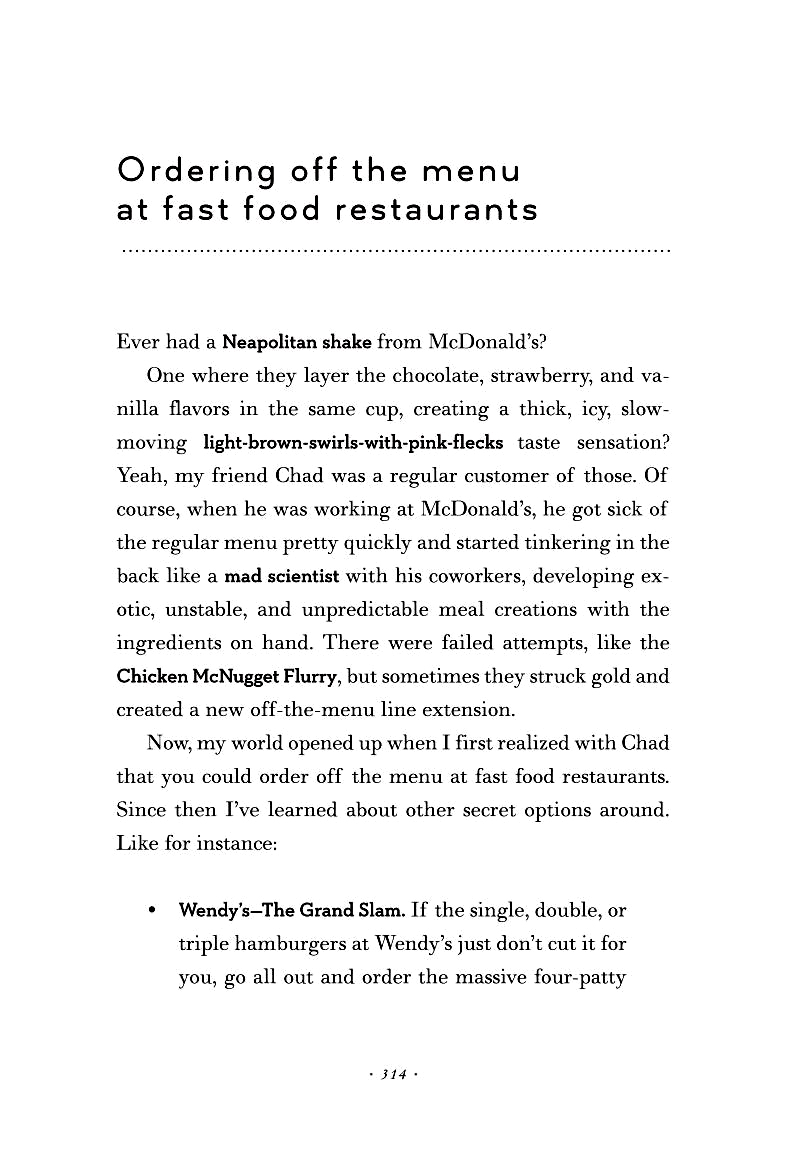 Ordering off the menu
at fast food restaurants
Ever had a Neapolitan shake from McDonald's?
One where they layer the chocolate, strawberry, and va-
nilla flavors in the same cup, creating a thick, icy, slow-
moving light-brown-swirls-with-pink-flecks taste sensation?
Yeah, my friend Chad was a regular customer of those. Of
course, when he was working at McDonald's, he got sick of
the regular menu pretty quickly and started tinkering in the
back like a mad scientist with his coworkers, developing ex-
otic, unstable, and unpredictable meal creations with the
ingredients on hand. There were failed attempts, like the
Chicken McNugget Flurry, but sometimes they struck gold and
created a new off-the-menu line extension.
Now, my world opened up when I first realized with Chad
that you could order off the menu at fast food restaurants.
Since then I've learned about other secret options around.
Like for instance:
• Wendy's—The Grand Slam. If the single, double, or
triple hamburgers at Wendy's just don't cut it for
you, go all out and order the massive four-patty
· 314 ·